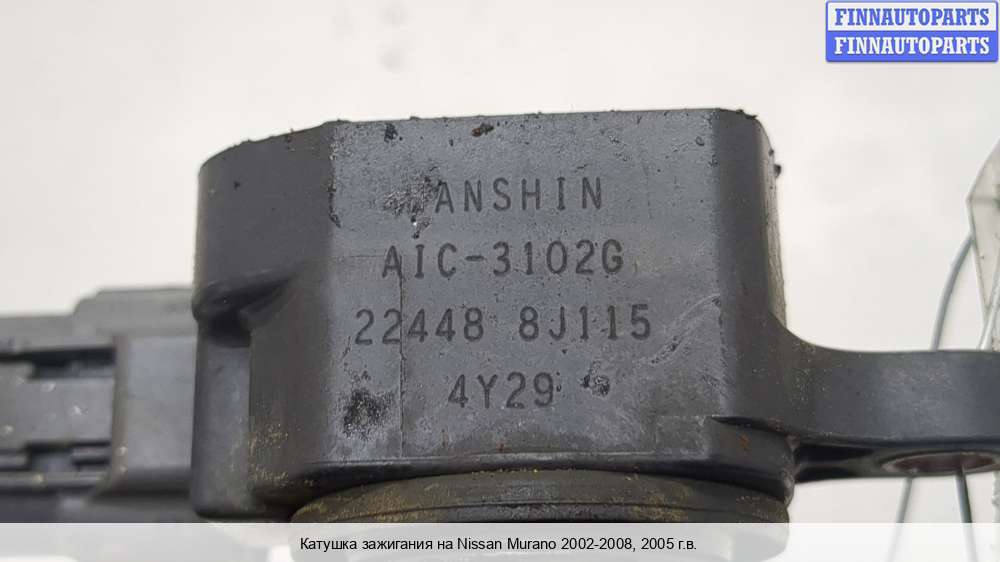 FINNAUTOPARTS
FINNAUTOPARTS
ANSHIN
AIC-3102G
22448 8J115
4Y29
Катушка зажигания на Nissan Murano 2002-2008, 2005 г.в.